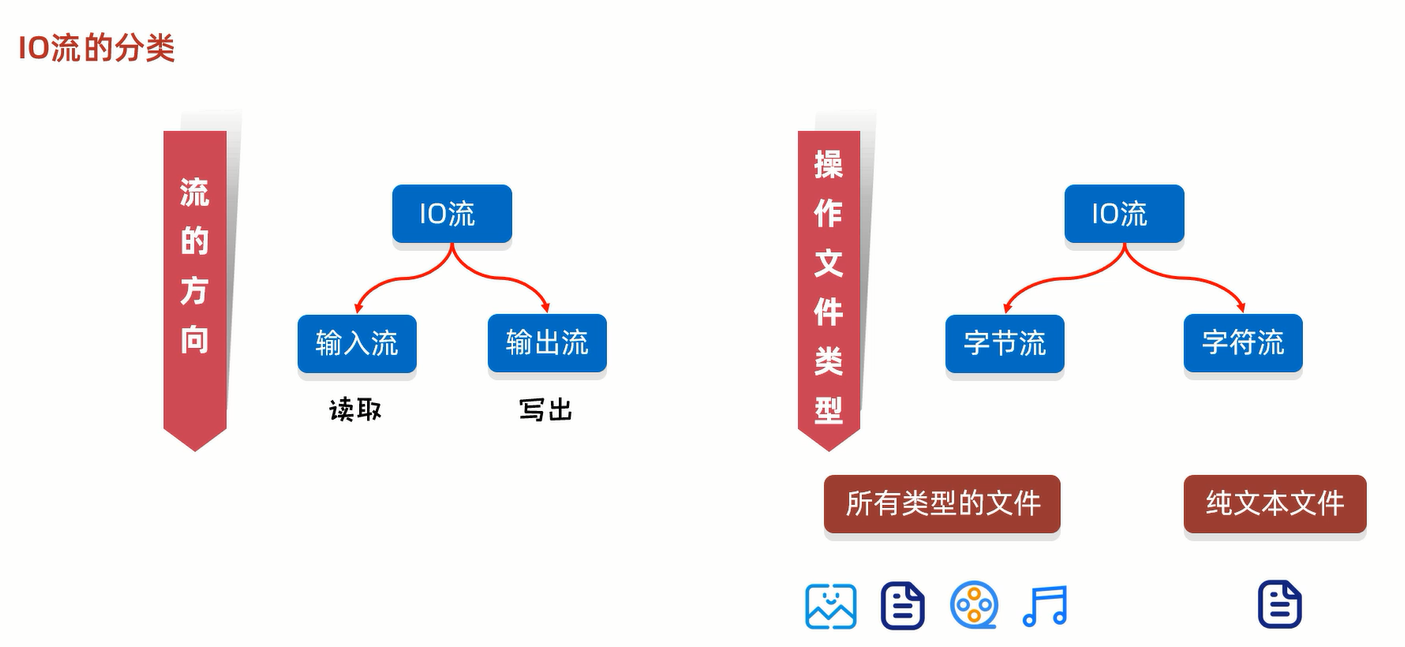 IO流的分类
流的方向
IO流
输入流
输出流
读取
写出
操作文件类型
IO流
字节流
字符流
所有类型的文件
纯文本文件